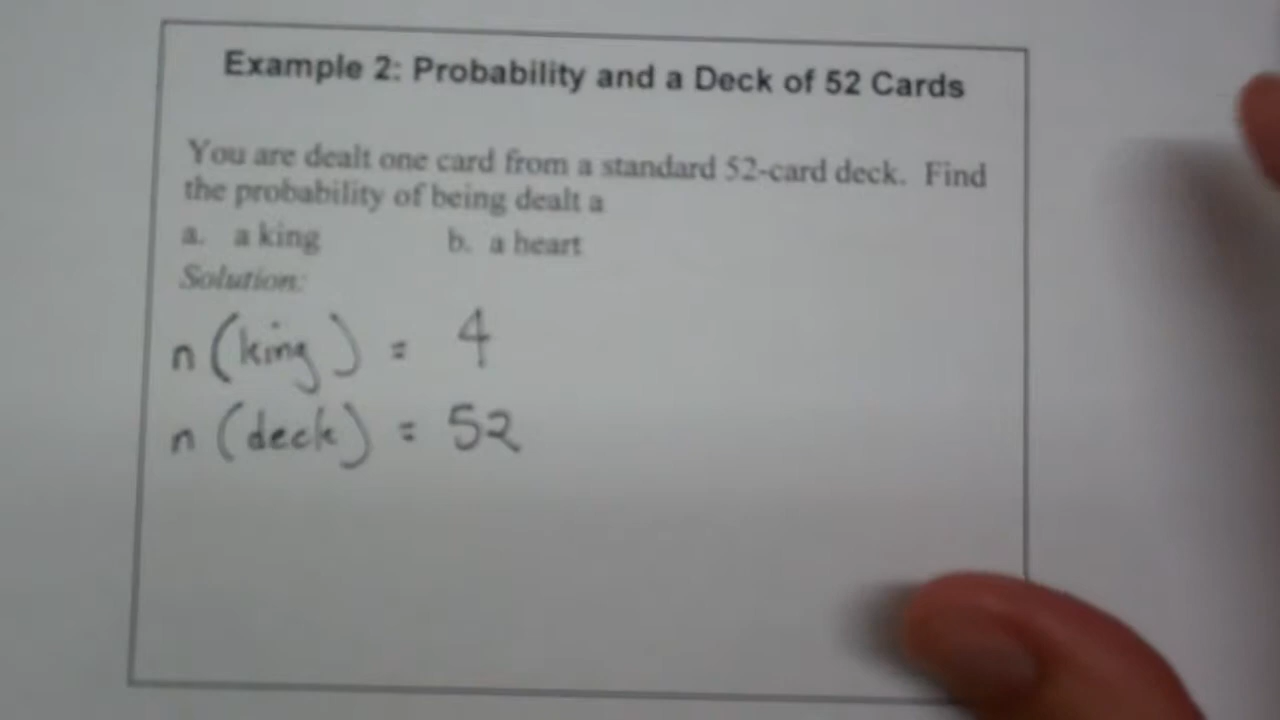 Example 2: Probability and a Deck of 52 Cards
You are dealt one card from a standard 52-card deck. Find
the probability of being dealt a
a. a king b. a heart
Solution:
n (king) = 4
n (deck) = 52